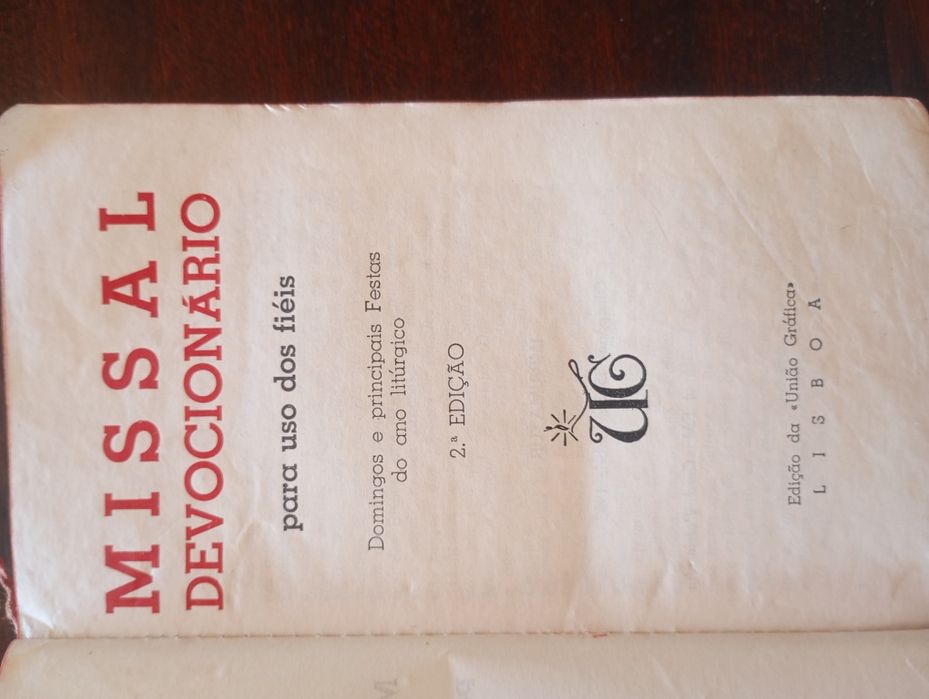 MISSAL
DEVOCIONÁRIO
para uso dos fiéis
Domingos e principais Festas
do ano litúrgico
2.ª EDIÇÃO
UG
Edição da «União Gráfica»
LISBOA